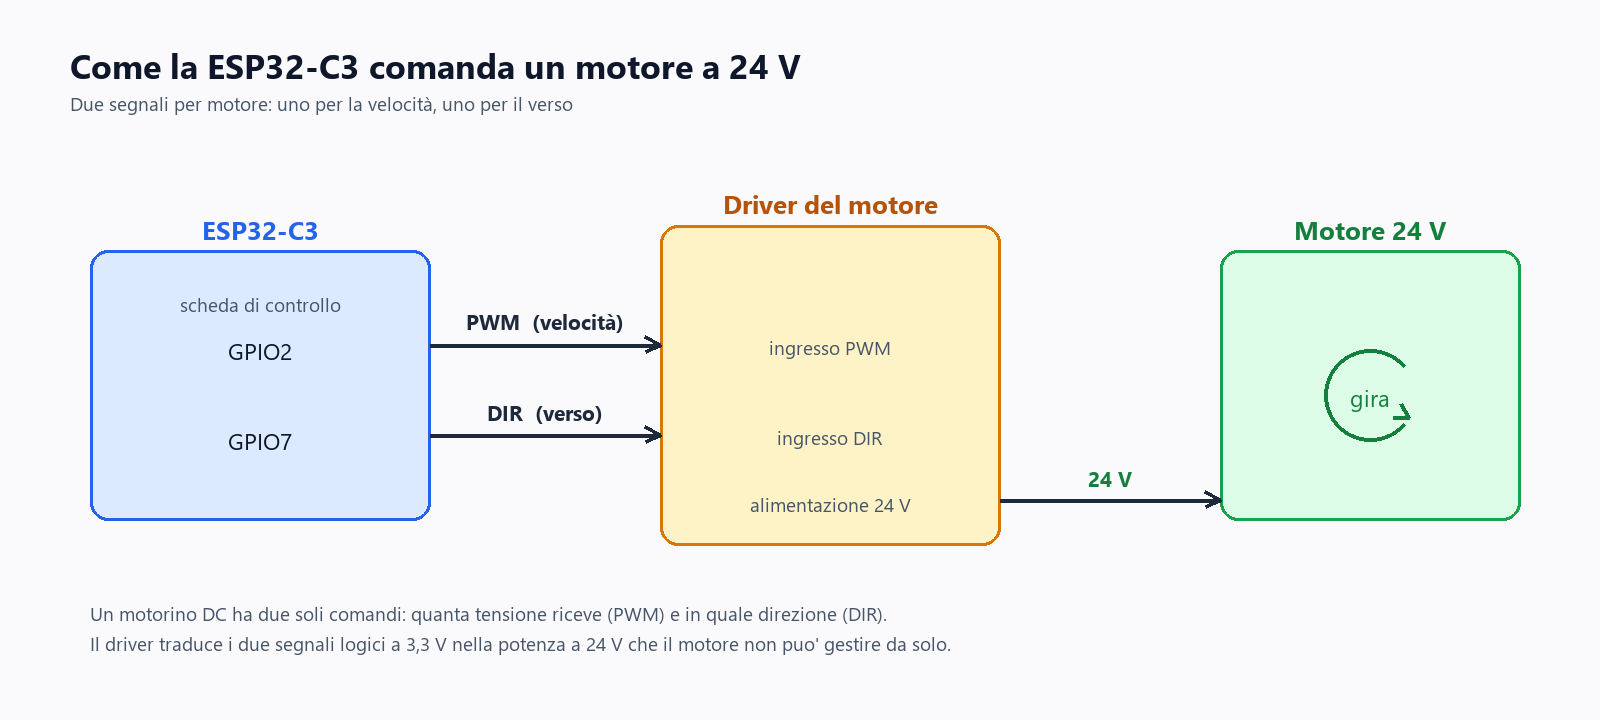 Come la ESP32-C3 comanda un motore a 24 V
Due segnali per motore: uno per la velocità, uno per il verso
ESP32-C3
scheda di controllo
GPIO2
GPIO7
PWM (velocità)
DIR (verso)
Driver del motore
ingresso PWM
ingresso DIR
alimentazione 24 V
24 V
Motore 24 V
gira
Un motorino DC ha due soli comandi: quanta tensione riceve (PWM) e in quale direzione (DIR).
Il driver traduce i due segnali logici a 3,3 V nella potenza a 24 V che il motore non puo' gestire da solo.